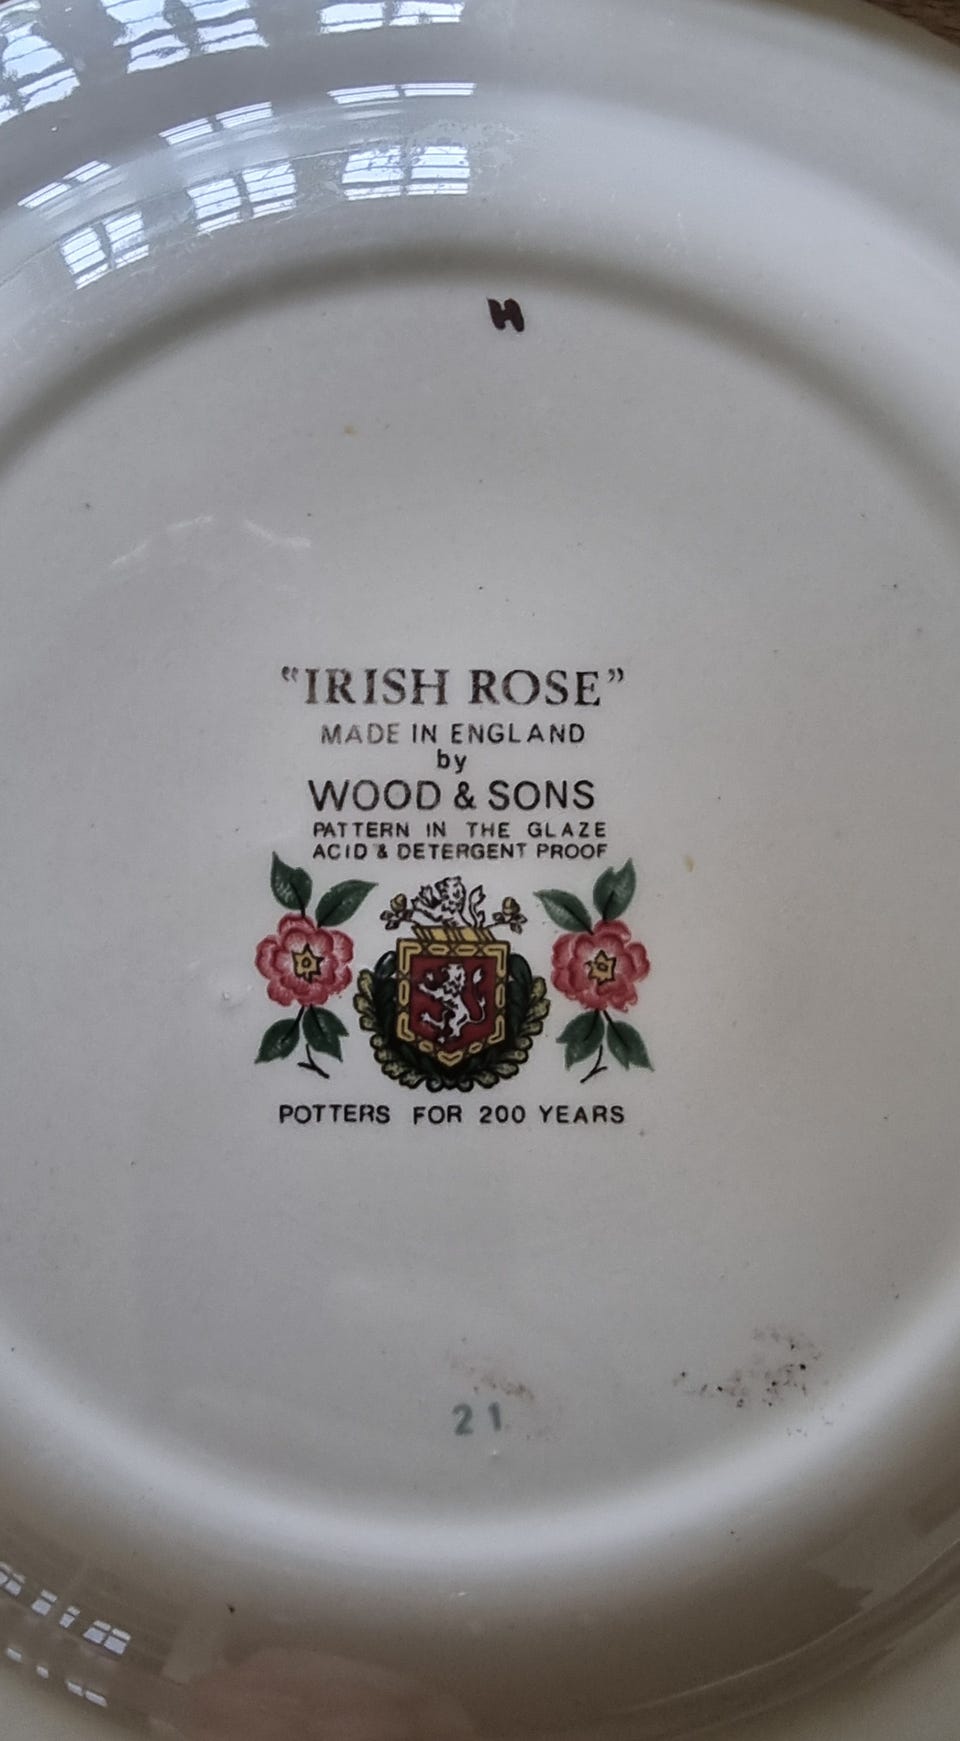 H
"IRISH ROSE"
MADE IN ENGLAND
by
WOOD & SONS
PATTERN IN THE GLAZE
ACID & DETERGENT PROOF
POTTERS FOR 200 YEARS
21